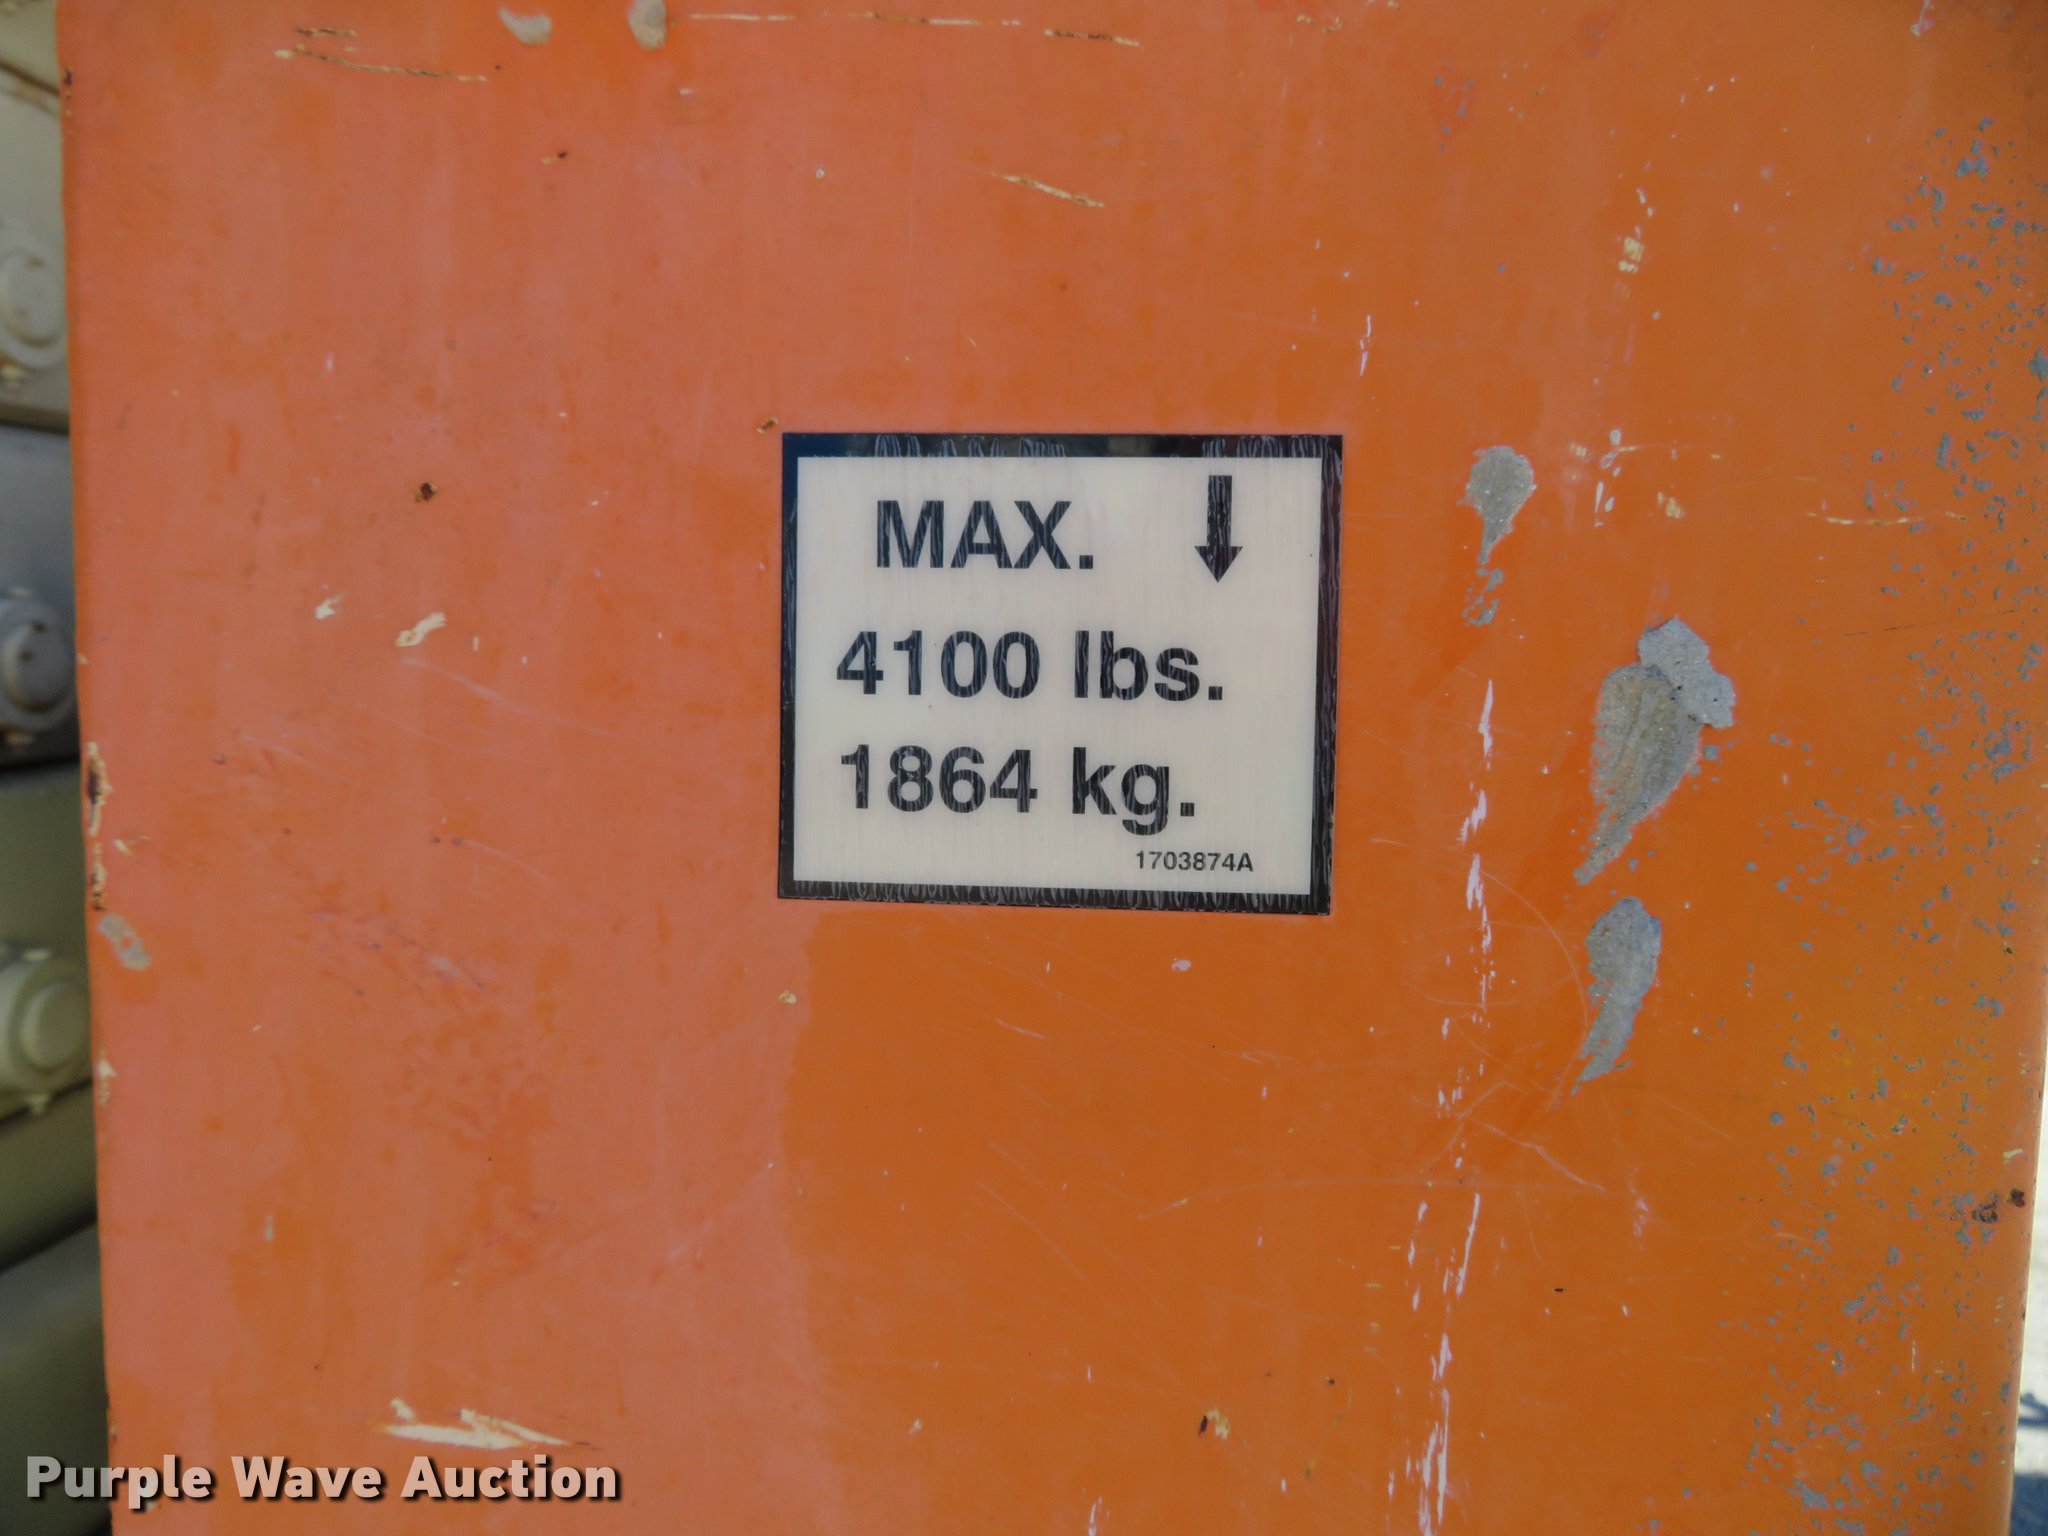 MAX. ↓
4100 lbs.
1864 kg.
1703874A
Purple Wave Auction